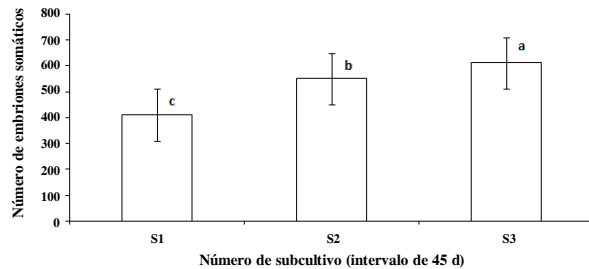 Número de embriones somáticos
800
700
600
500
400
300
200
100
0
c
b
a
S1 S2 S3
Número de subcultivo (intervalo de 45 d)